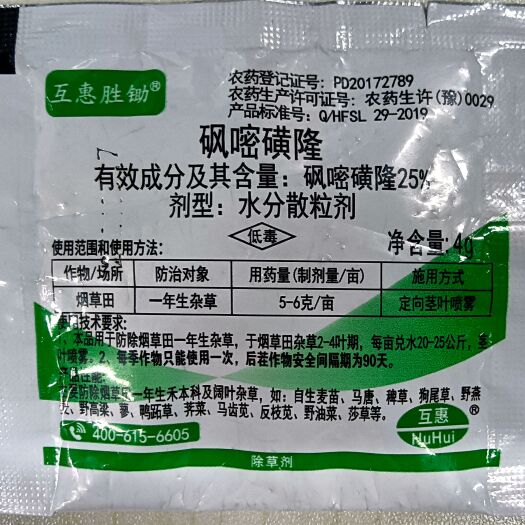 互惠胜锄®
农药登记证号：PD20172789
农药生产许可证号：农药生许(豫)0029
产品标准号：Q/HFSL 29-2019
砜嘧磺隆
有效成分及其含量：砜嘧磺隆25%
剂型：水分散粒剂
低毒
净含量:4g
使用范围和使用方法：
作物/场所 防治对象 用药量(制剂量/亩) 施用方式
烟草田 一年生杂草 5-6克/亩 定向茎叶喷雾
使用技术要求：
1、本品用于防除烟草田一年生杂草，于烟草田杂草2-4叶期，每亩兑水20-25公斤，茎
叶喷雾。2、每季作物只能使用一次，后茬作物安全间隔期为90天。
产品性能：
防除烟草田一年生禾本科及阔叶杂草，如：自生麦苗、马唐、稗草、狗尾草、野燕
麦、野高粱、蓼、鸭跖草、荠菜、马齿苋、反枝苋、野油菜、莎草等。
400-615-6605
互惠®
HuHui
除草剂